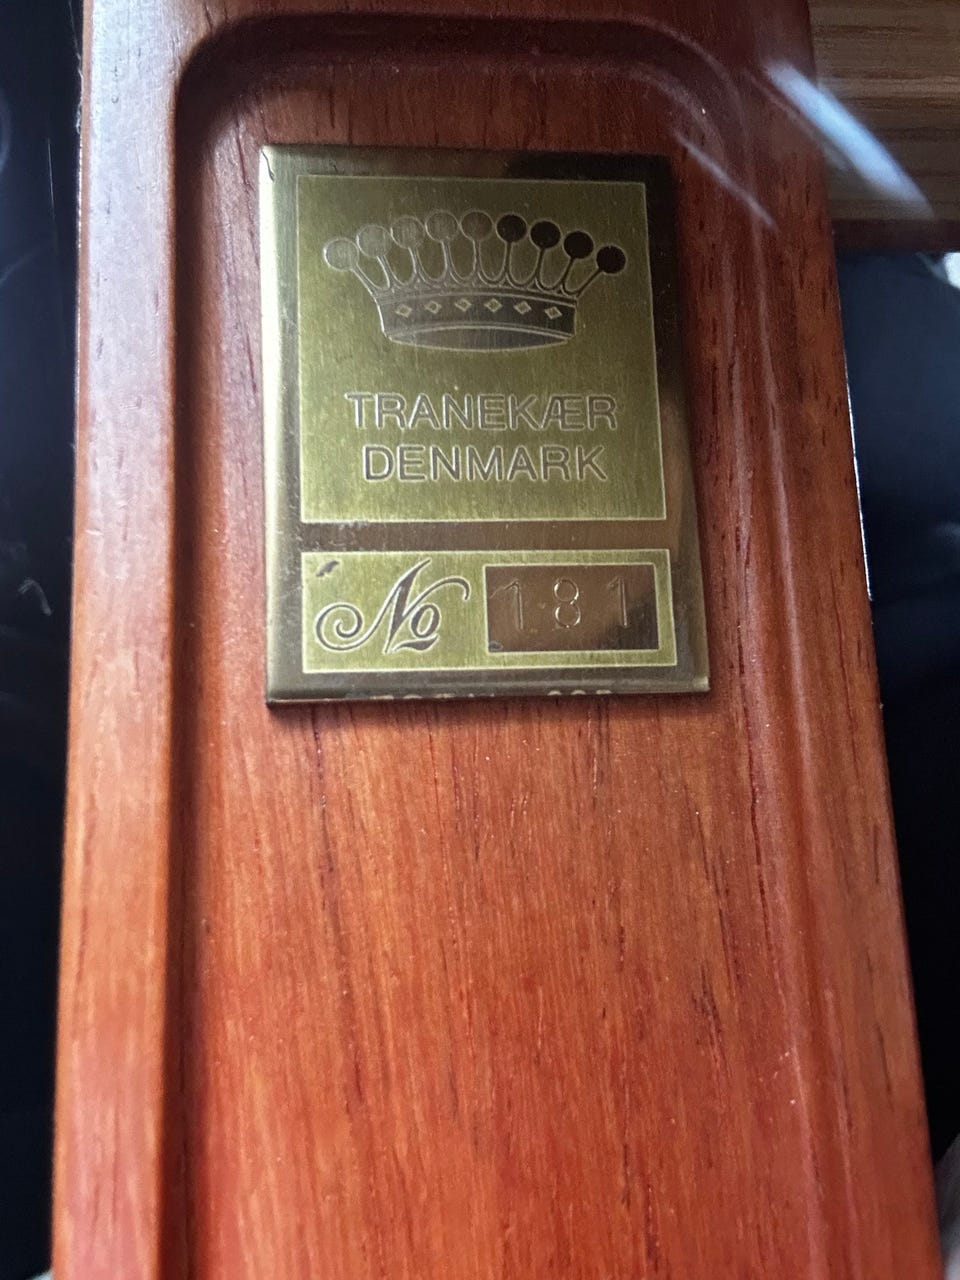 TRANEKÆR
DENMARK
No 181